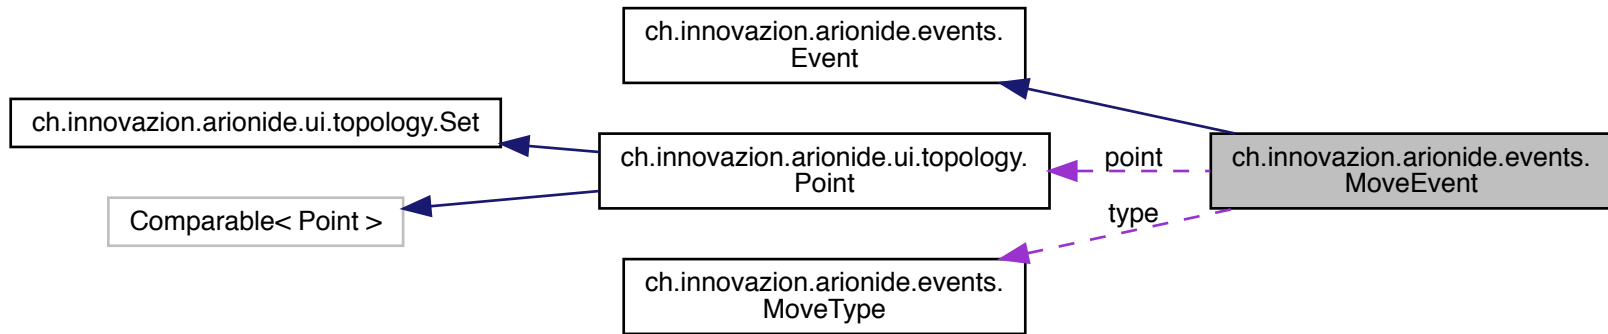 ch.innovazion.arionide.events.
Event
ch.innovazion.arionide.ui.topology.Set
ch.innovazion.arionide.ui.topology.
Point
point
ch.innovazion.arionide.events.
MoveEvent
Comparable< Point >
type
ch.innovazion.arionide.events.
MoveType